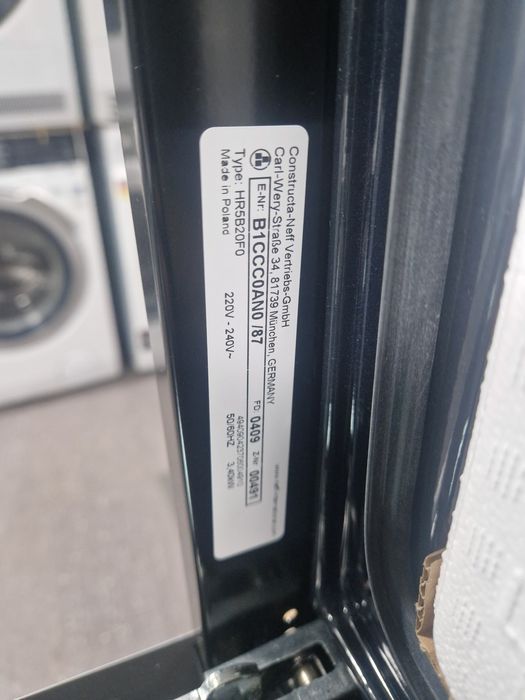 Constructa-Neff Vertriebs-GmbH
Carl-Wery-Straße 34, 81739 München, GERMANY
E-Nr: B1CCC0AN0 /87 FD: 0409 Z-Nr: 00491
Type: HR5B20F0
Made in Poland
220V - 240V~ 50/60HZ 3,40kW